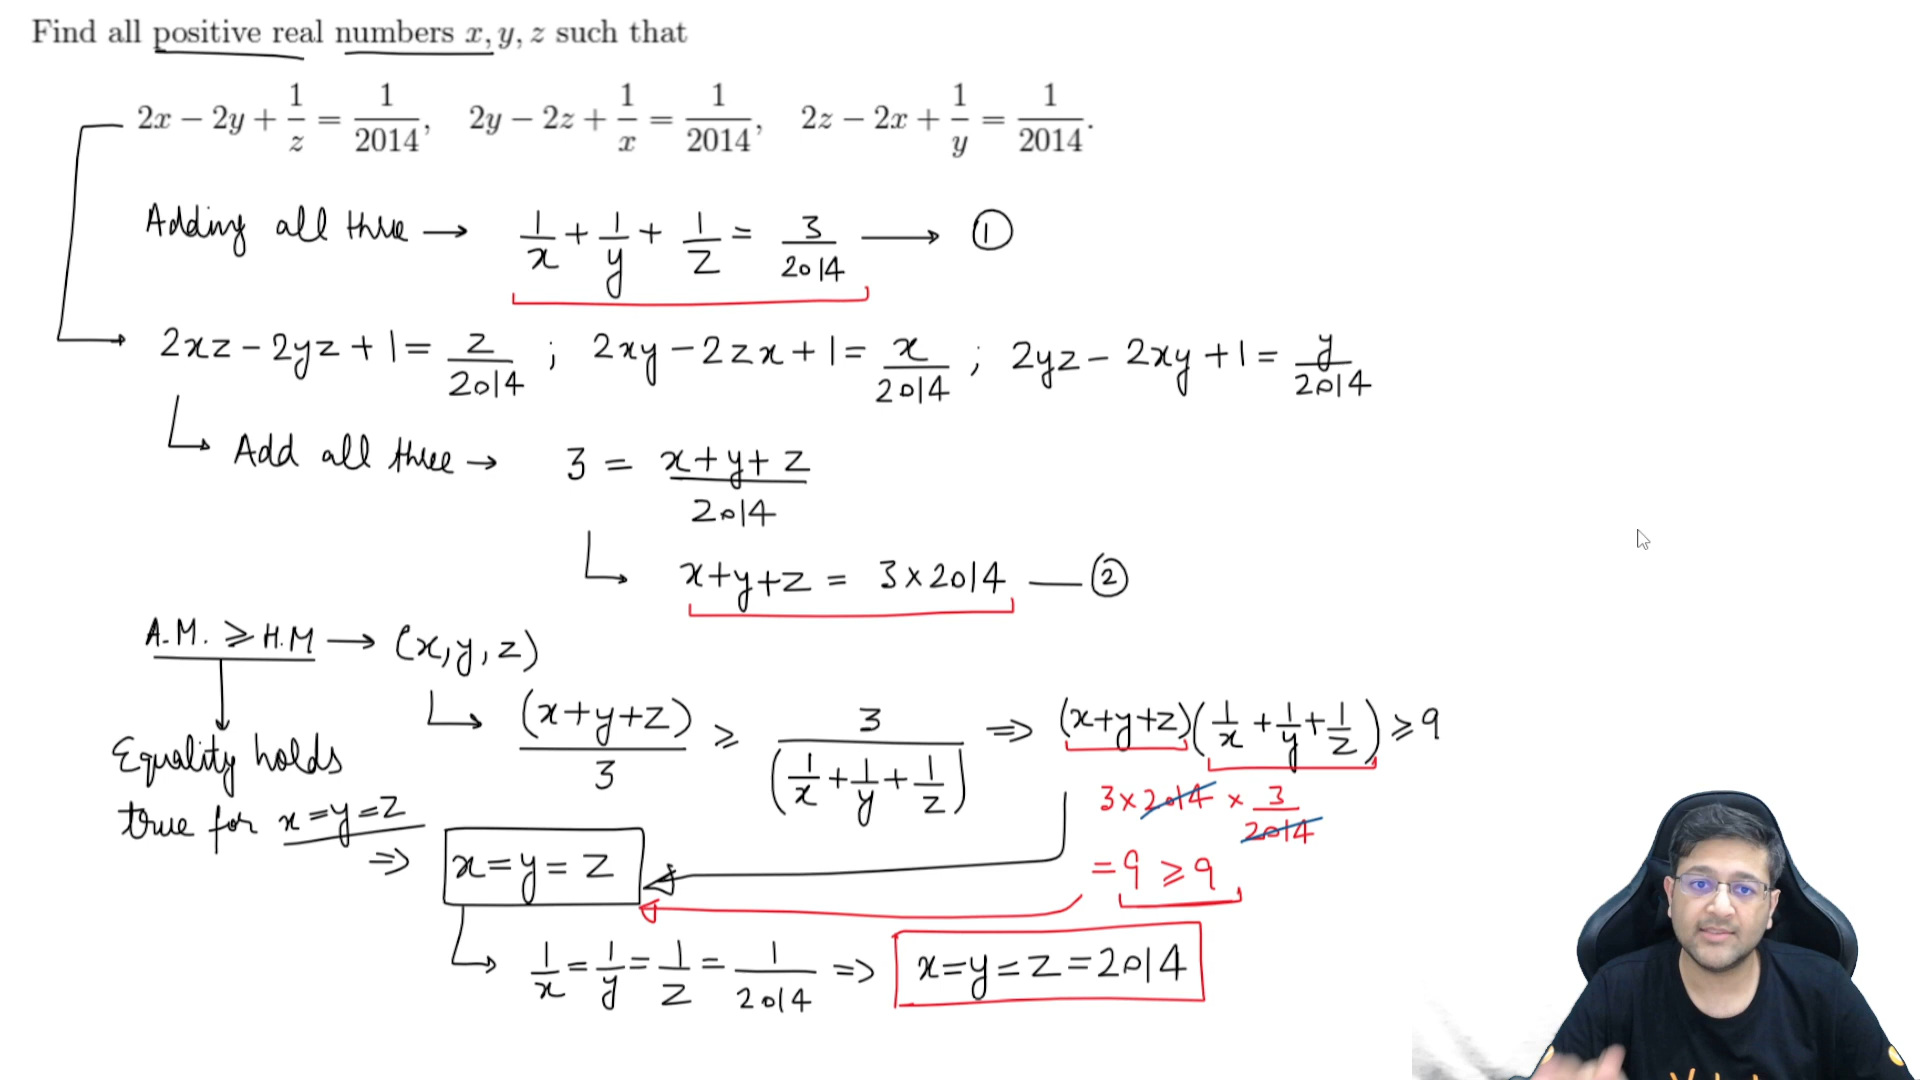 Find all positive real numbers x, y, z such that
2x − 2y + 1/z = 1/2014, 2y − 2z + 1/x = 1/2014, 2z − 2x + 1/y = 1/2014.
Adding all three → 1/x + 1/y + 1/z = 3/2014 → ①
2xz − 2yz + 1 = z/2014 ; 2xy − 2zx + 1 = x/2014 ; 2yz − 2xy + 1 = y/2014
Add all three → 3 = (x+y+z)/2014
x+y+z = 3×2014 — ②
A.M. ⩾ H.M → (x, y, z)
(x+y+z)/3 ⩾ 3/(1/x + 1/y + 1/z) ⇒ (x+y+z)(1/x + 1/y + 1/z) ⩾ 9
Equality holds
true for x=y=z
3×2014 × 3/2014
= 9 ⩾ 9
⇒ x=y=z
1/x = 1/y = 1/z = 1/2014 ⇒ x=y=z=2014